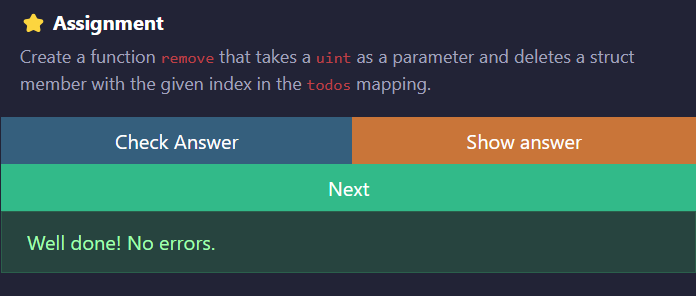 Assignment
Create a function remove that takes a uint as a parameter and deletes a struct
member with the given index in the todos mapping.
Check Answer
Show answer
Next
Well done! No errors.